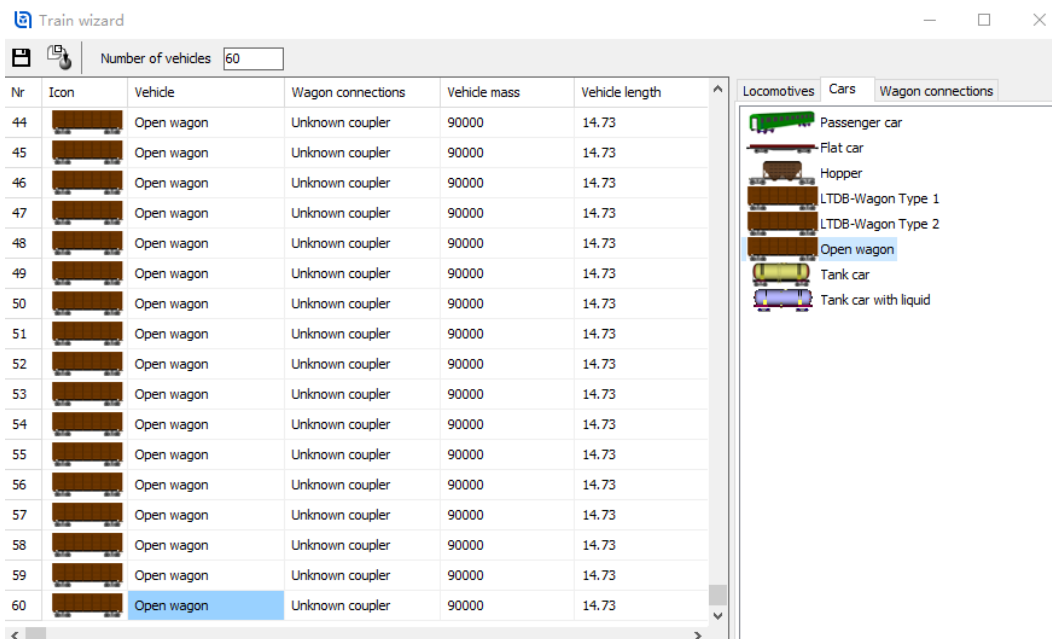 Train wizard
Number of vehicles 60
Nr Icon Vehicle Wagon connections Vehicle mass Vehicle length
44 Open wagon Unknown coupler 90000 14.73
45 Open wagon Unknown coupler 90000 14.73
46 Open wagon Unknown coupler 90000 14.73
47 Open wagon Unknown coupler 90000 14.73
48 Open wagon Unknown coupler 90000 14.73
49 Open wagon Unknown coupler 90000 14.73
50 Open wagon Unknown coupler 90000 14.73
51 Open wagon Unknown coupler 90000 14.73
52 Open wagon Unknown coupler 90000 14.73
53 Open wagon Unknown coupler 90000 14.73
54 Open wagon Unknown coupler 90000 14.73
55 Open wagon Unknown coupler 90000 14.73
56 Open wagon Unknown coupler 90000 14.73
57 Open wagon Unknown coupler 90000 14.73
58 Open wagon Unknown coupler 90000 14.73
59 Open wagon Unknown coupler 90000 14.73
60 Open wagon Unknown coupler 90000 14.73
Locomotives Cars Wagon connections
Passenger car
Flat car
Hopper
LTDB-Wagon Type 1
LTDB-Wagon Type 2
Open wagon
Tank car
Tank car with liquid